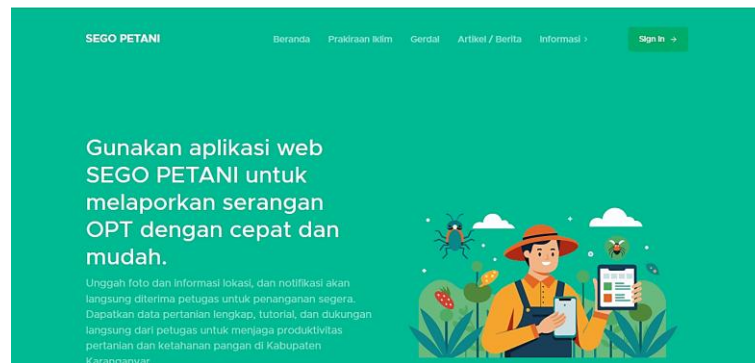 SEGO PETANI
Beranda Prakiraan Iklim Gerdal Artikel / Berita Informasi > Sign In →
Gunakan aplikasi web
SEGO PETANI untuk
melaporkan serangan
OPT dengan cepat dan
mudah.
Unggah foto dan informasi lokasi, dan notifikasi akan
langsung diterima petugas untuk penanganan segera.
Dapatkan data pertanian lengkap, tutorial, dan dukungan
langsung dari petugas untuk menjaga produktivitas
pertanian dan ketahanan pangan di Kabupaten
Karanganyar